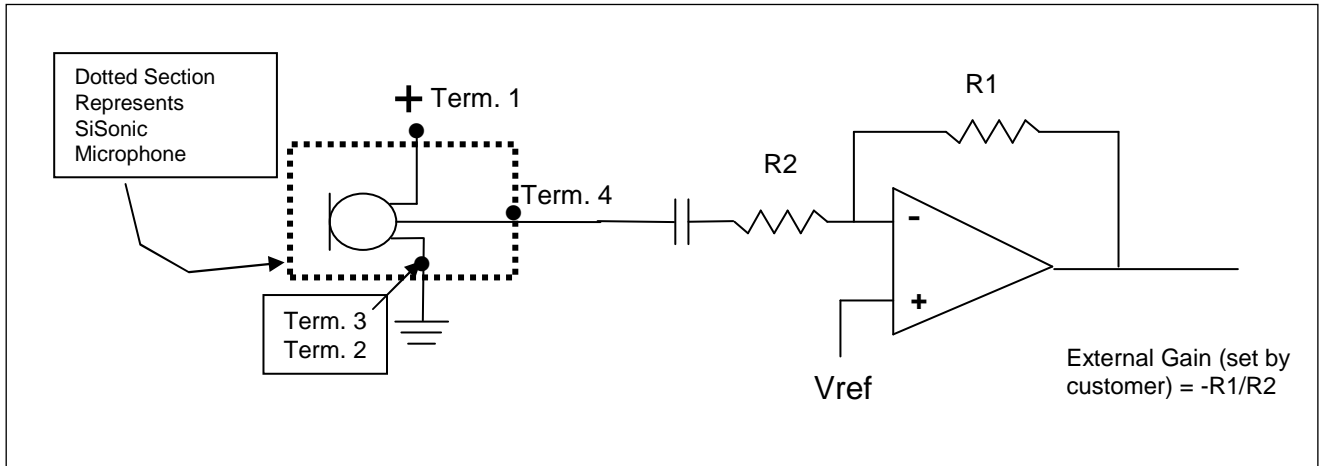 Dotted Section
Represents
SiSonic
Microphone
+ Term. 1
Term. 4
Term. 3
Term. 2
R2
R1
-
+
Vref
External Gain (set by
customer) = -R1/R2